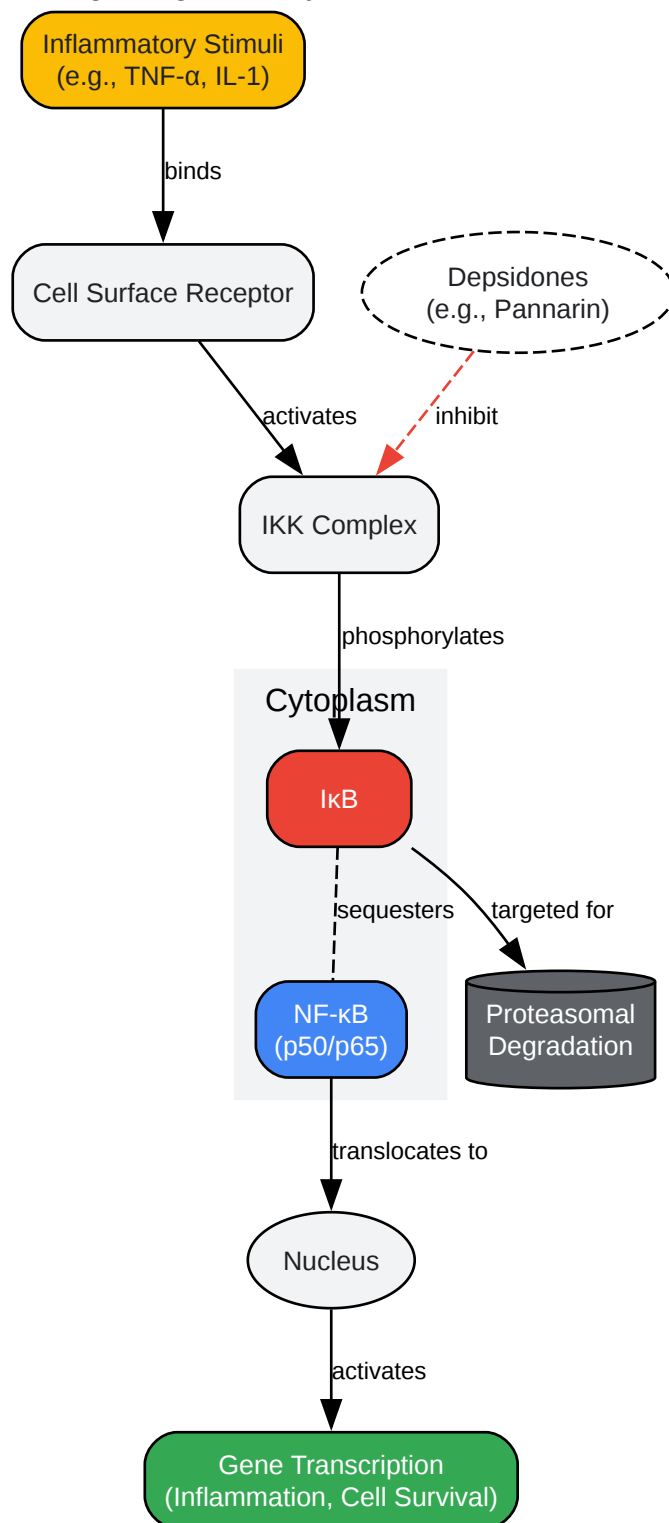 Inflammatory Stimuli
(e.g., TNF-α, IL-1)
binds
Cell Surface Receptor
Depsidones
(e.g., Pannarin)
activates
inhibit
IKK Complex
phosphorylates
Cytoplasm
IκB
sequesters
targeted for
NF-κB
(p50/p65)
Proteasomal
Degradation
translocates to
Nucleus
activates
Gene Transcription
(Inflammation, Cell Survival)